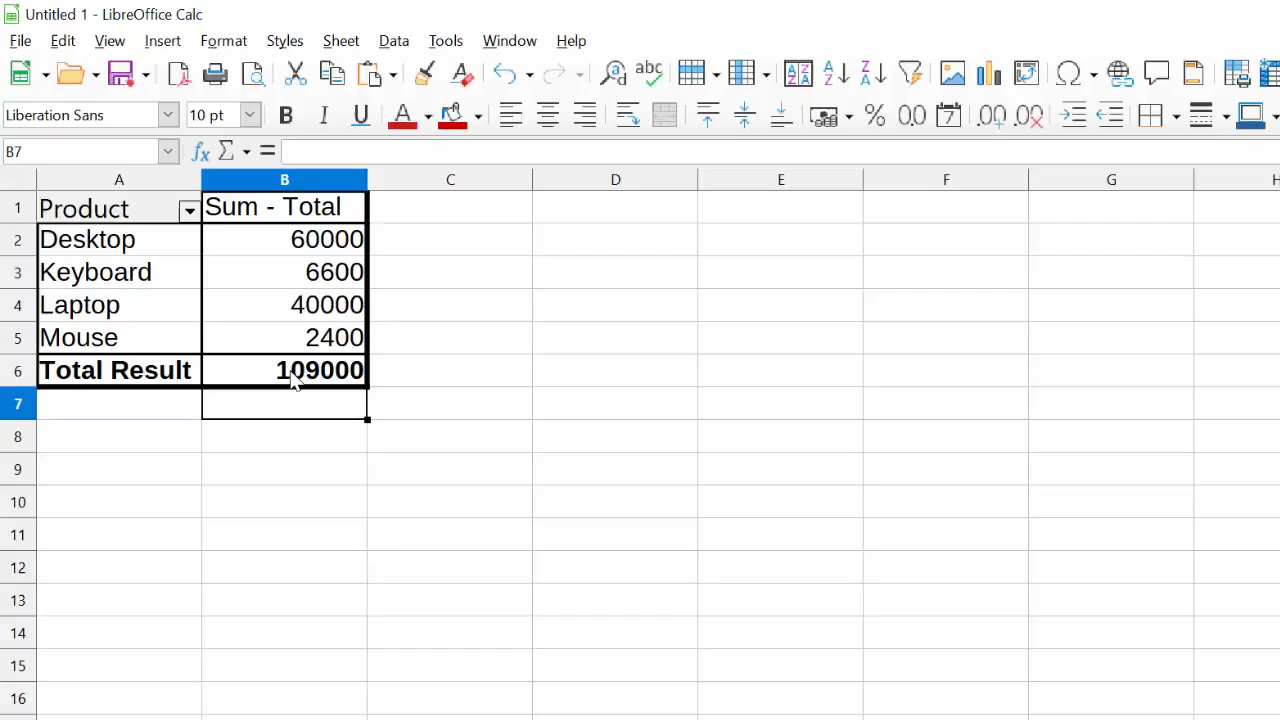 Untitled 1 - LibreOffice Calc
File Edit View Insert Format Styles Sheet Data Tools Window Help
Liberation Sans 10 pt
B7
A B C D E F G H
1 Product Sum - Total
2 Desktop 60000
3 Keyboard 6600
4 Laptop 40000
5 Mouse 2400
6 Total Result 109000
7
8
9
10
11
12
13
14
15
16